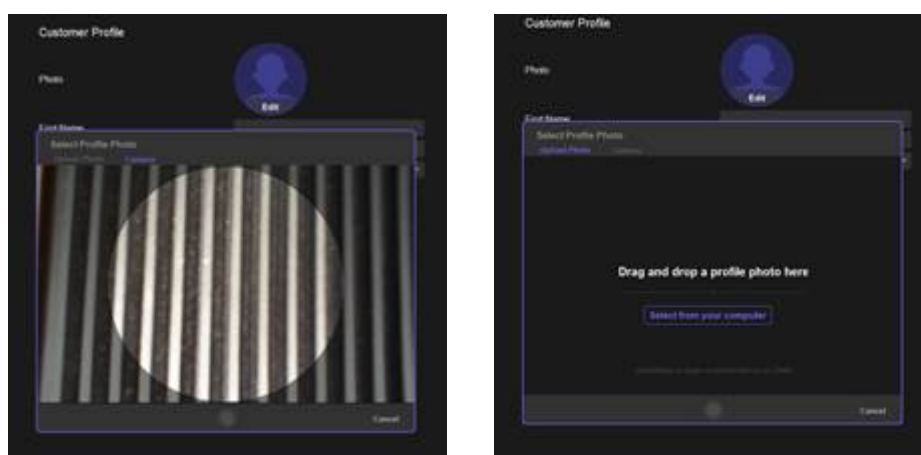 Customer Profile
Photo
Edit
First Name
Select Profile Photo
Upload Photo Camera
Cancel
Customer Profile
Photo
Edit
First Name
Select Profile Photo
Upload Photo Camera
Drag and drop a profile photo here
Select from your computer
Cancel